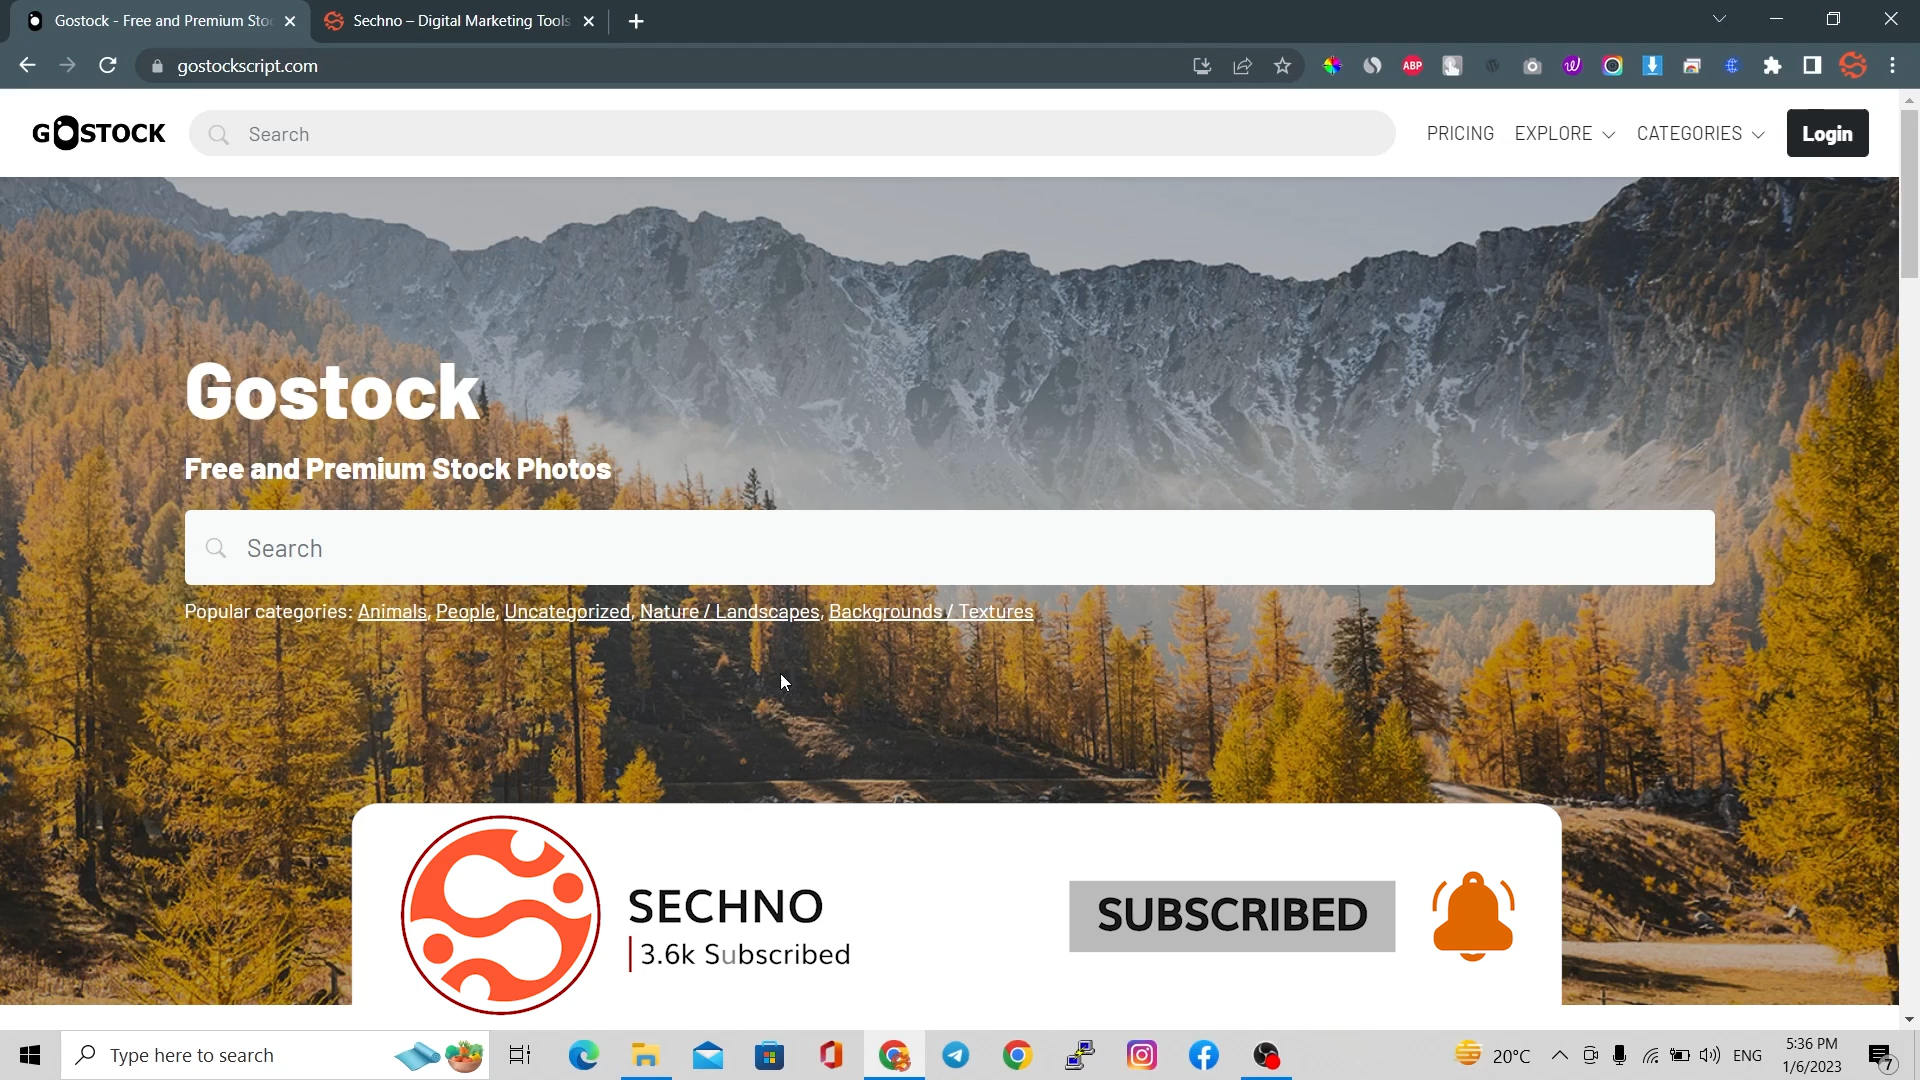 Gostock - Free and Premium Sto
Sechno – Digital Marketing Tools
gostockscript.com
ABP
GOSTOCK
Search
PRICING
EXPLORE
CATEGORIES
Login
Gostock
Free and Premium Stock Photos
Search
Popular categories: Animals, People, Uncategorized, Nature / Landscapes, Backgrounds / Textures
SECHNO
3.6k Subscribed
SUBSCRIBED
Type here to search
20°C
ENG
5:36 PM
1/6/2023
7